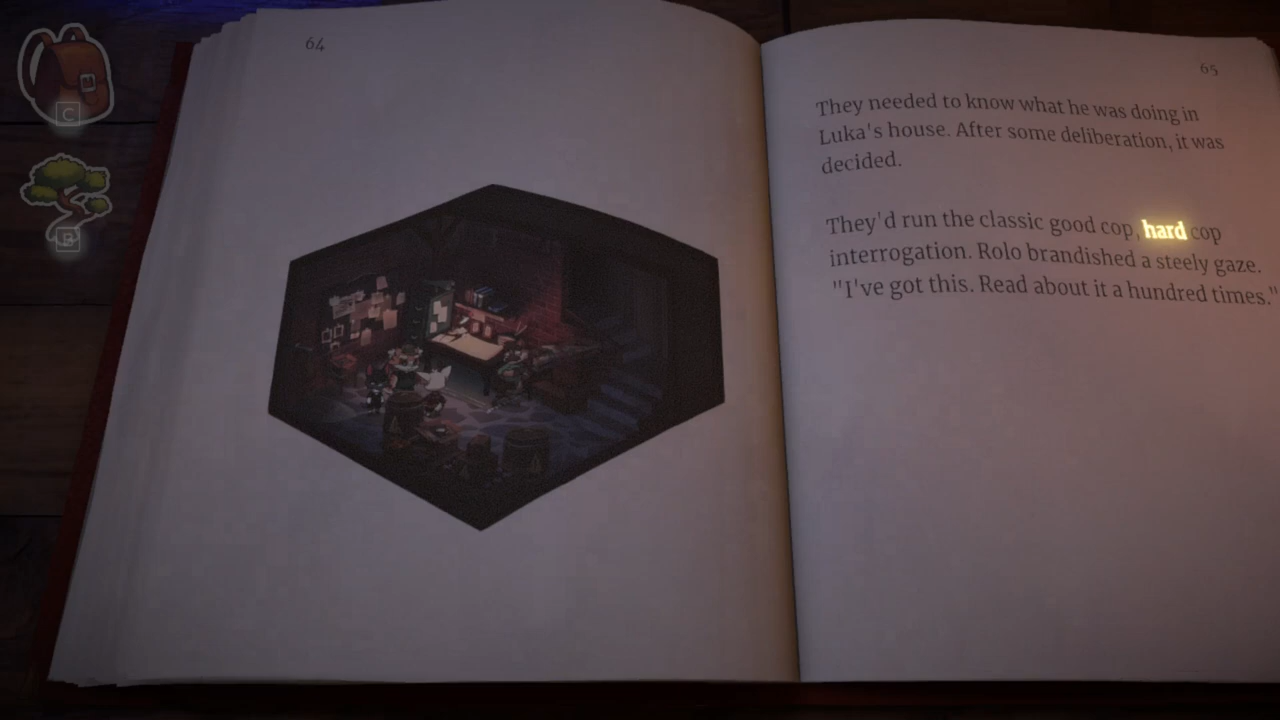 64
C
B
65
They needed to know what he was doing in
Luka's house. After some deliberation, it was
decided.
They'd run the classic good cop, hard cop
interrogation. Rolo brandished a steely gaze.
"I've got this. Read about it a hundred times."